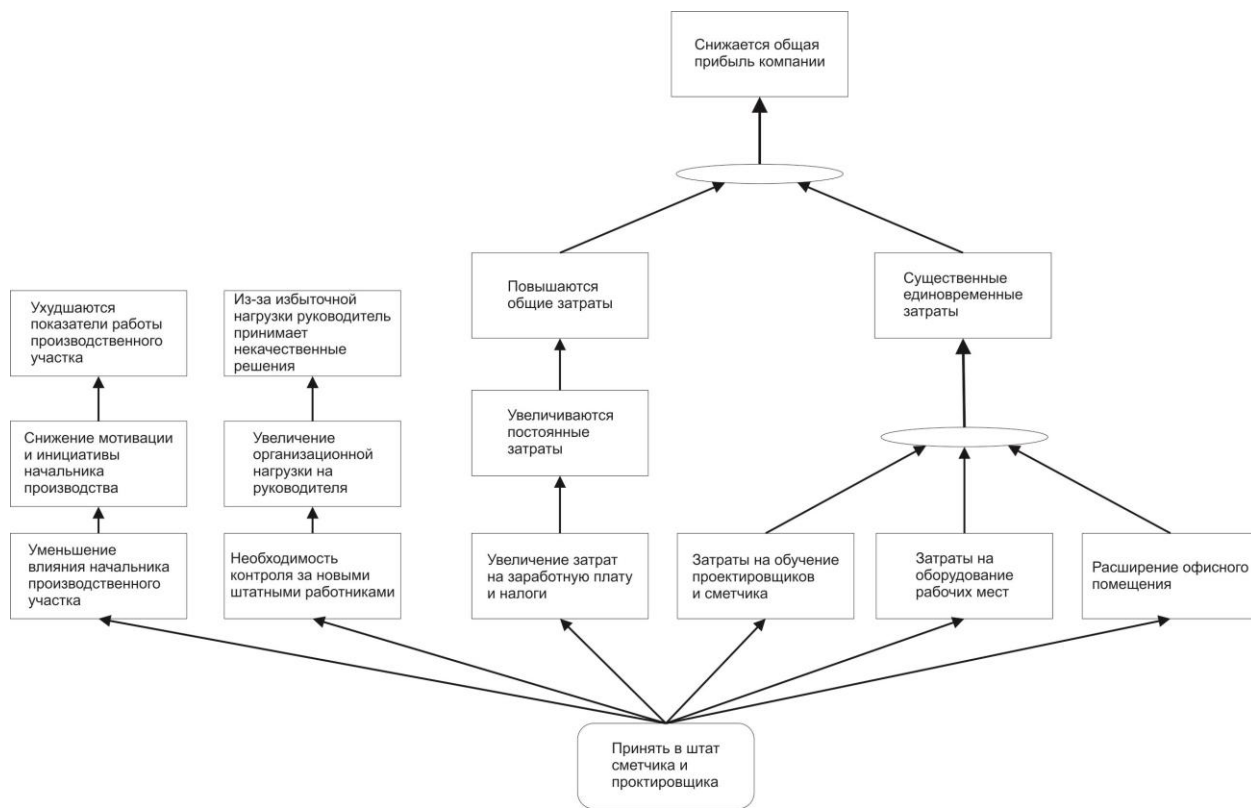 Снижается общая
прибыль компании
Повышаются
общие затраты
Существенные
единовременные
затраты
Ухудшаются
показатели работы
производственного
участка
Из-за избыточной
нагрузки руководитель
принимает
некачественные
решения
Увеличиваются
постоянные
затраты
Снижение мотивации
и инициативы
начальника
производства
Увеличение
организационной
нагрузки на
руководителя
Уменьшение
влияния начальника
производственного
участка
Необходимость
контроля за новыми
штатными работниками
Увеличение затрат
на заработную плату
и налоги
Затраты на обучение
проектировщиков
и сметчика
Затраты на
оборудование
рабочих мест
Расширение офисного
помещения
Принять в штат
сметчика и
проктировщика